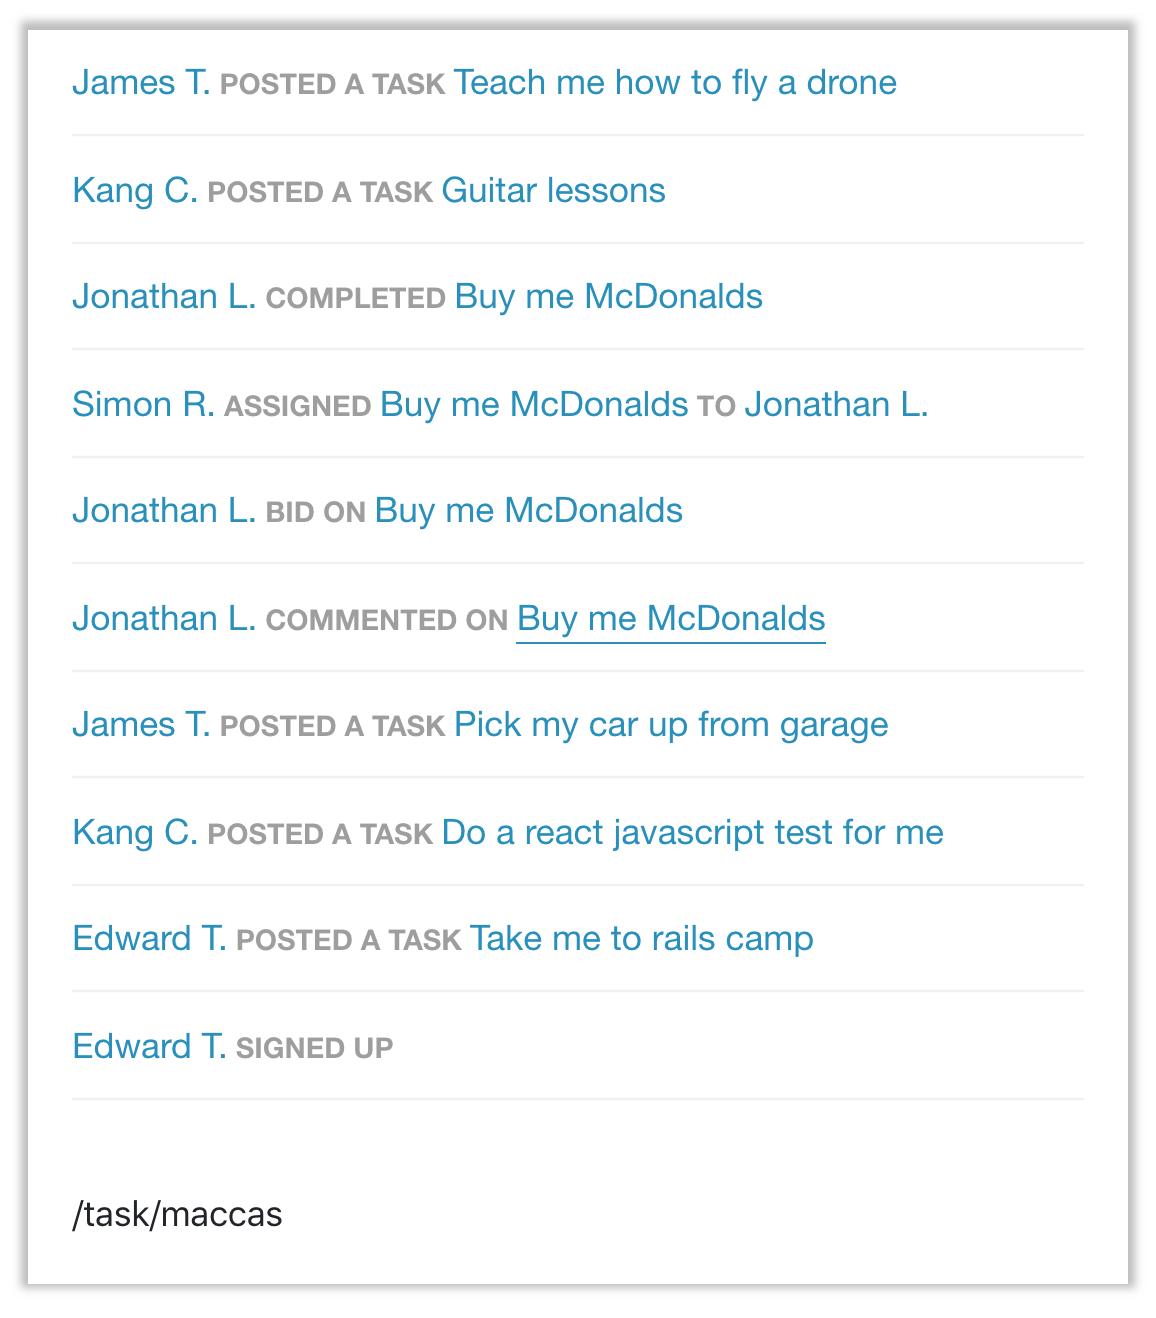 James T. POSTED A TASK Teach me how to fly a drone
Kang C. POSTED A TASK Guitar lessons
Jonathan L. COMPLETED Buy me McDonalds
Simon R. ASSIGNED Buy me McDonalds TO Jonathan L.
Jonathan L. BID ON Buy me McDonalds
Jonathan L. COMMENTED ON Buy me McDonalds
James T. POSTED A TASK Pick my car up from garage
Kang C. POSTED A TASK Do a react javascript test for me
Edward T. POSTED A TASK Take me to rails camp
Edward T. SIGNED UP
/task/maccas